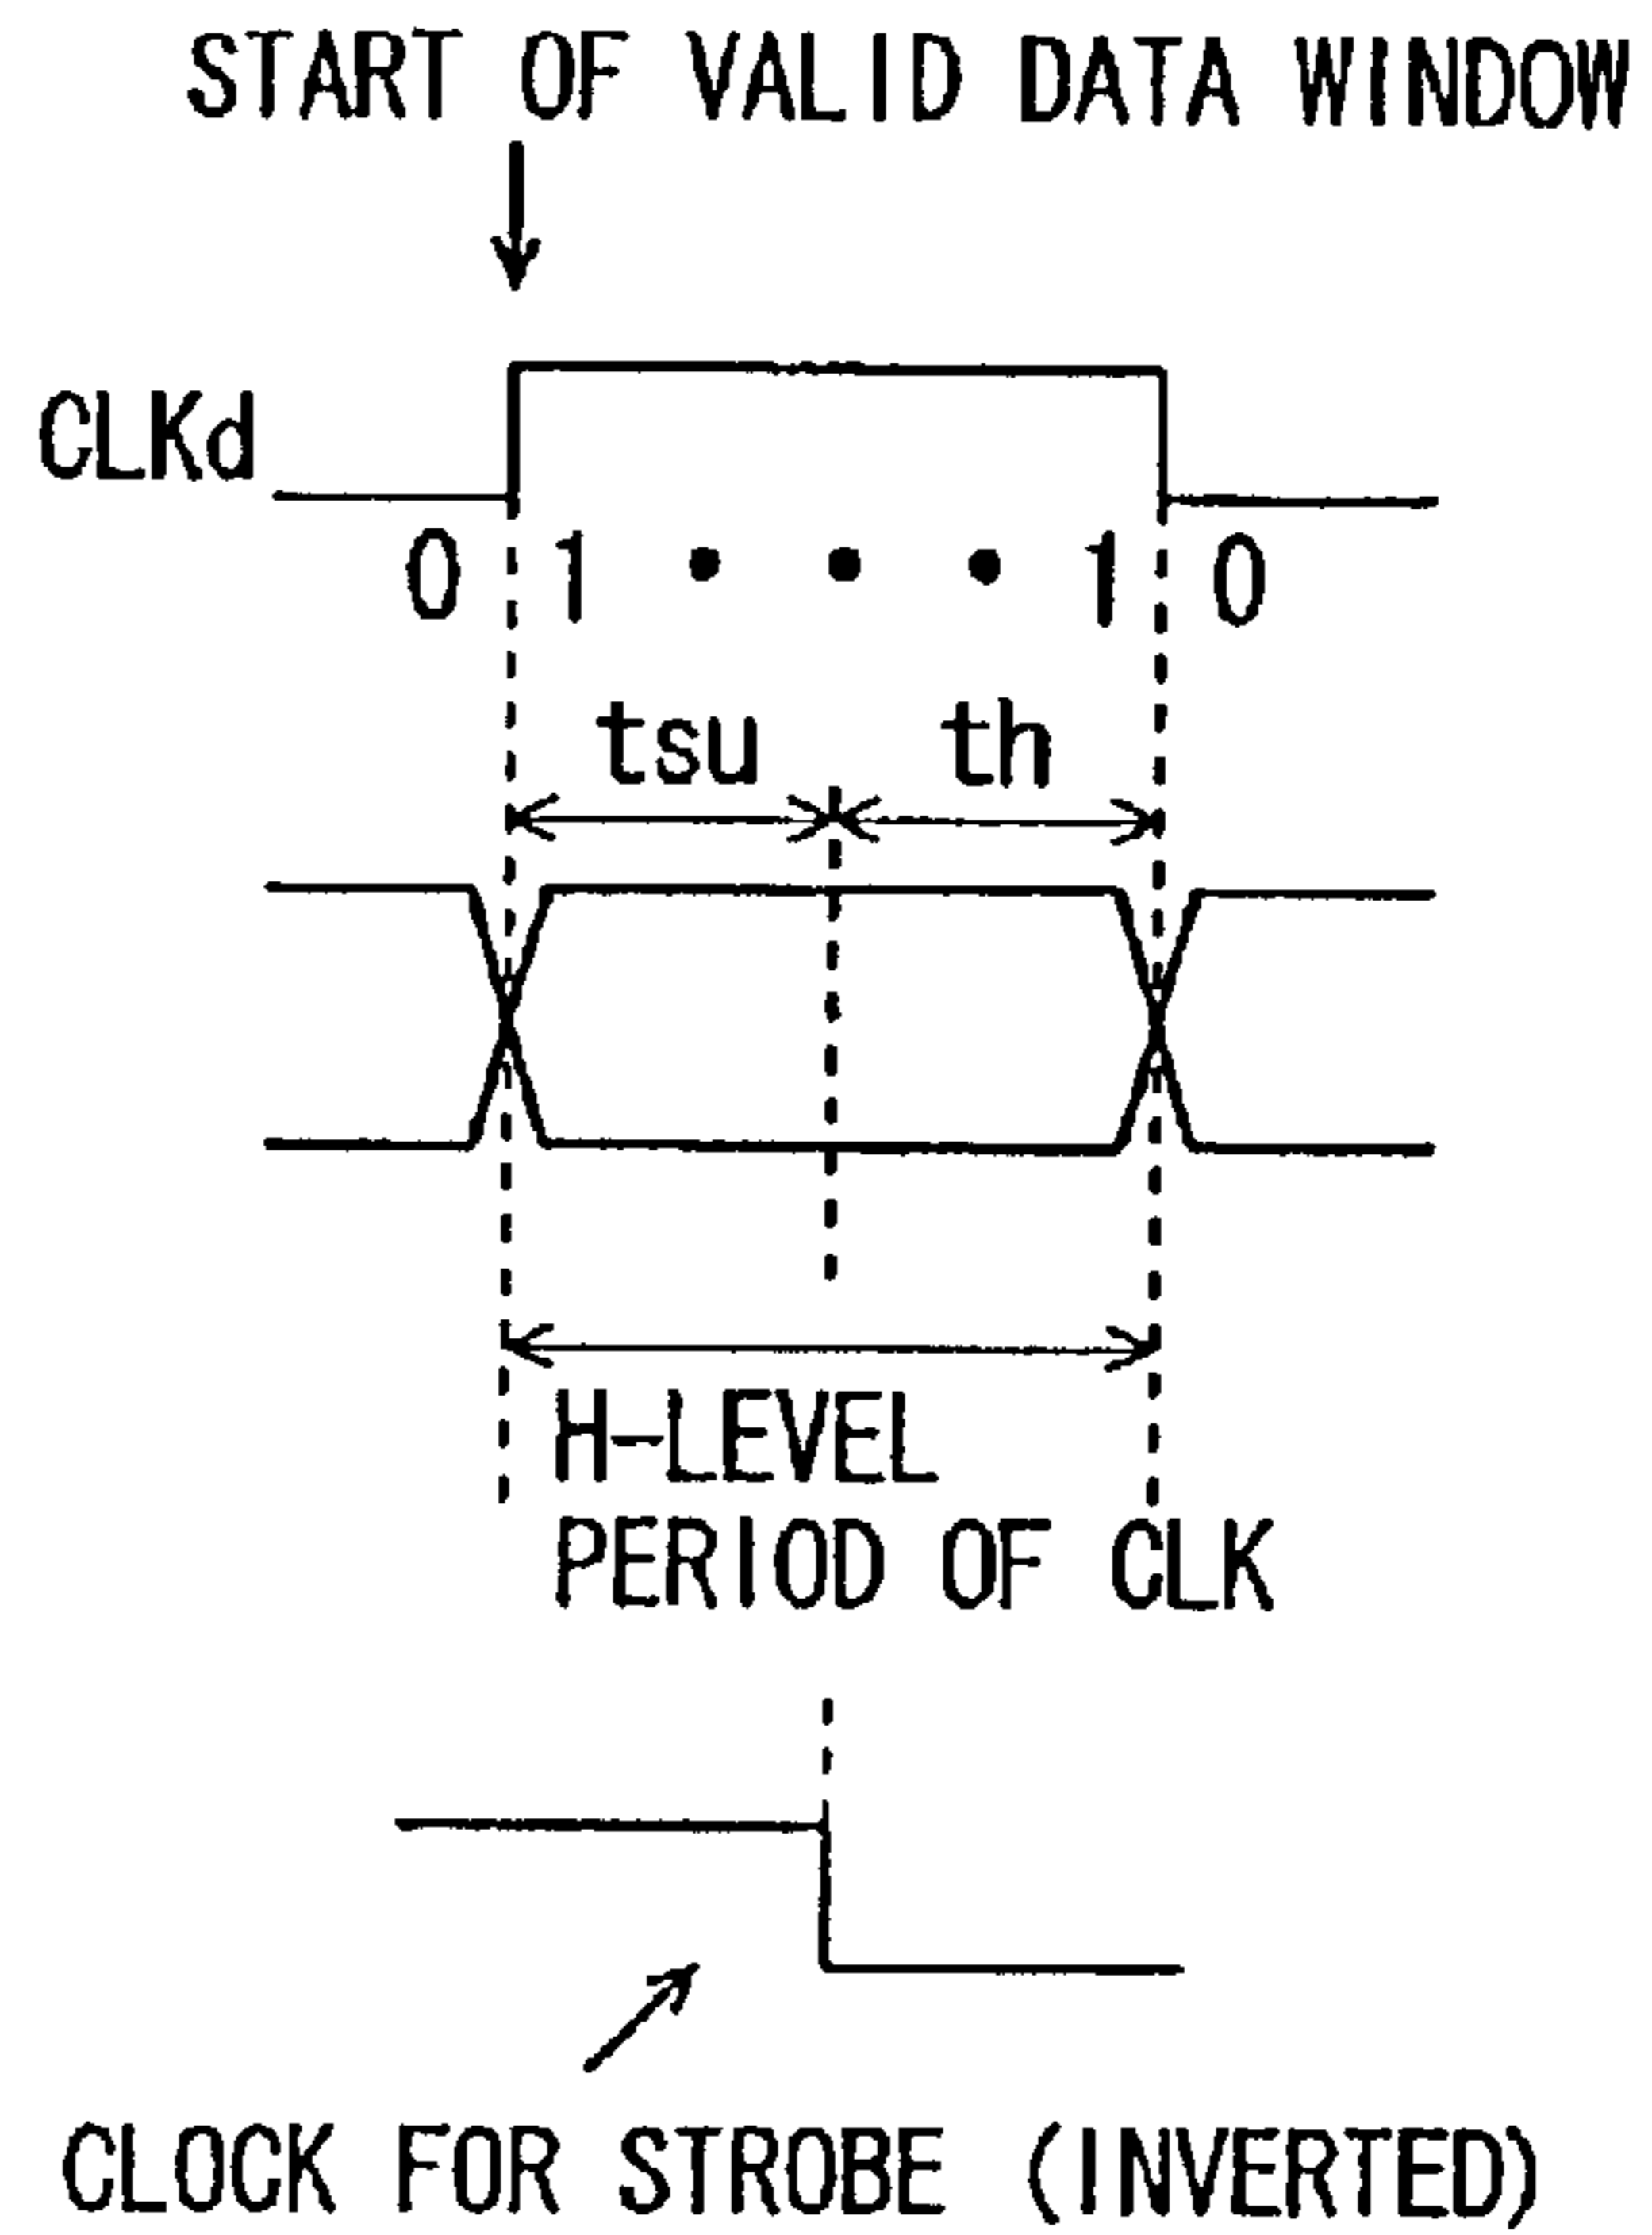 START OF VALID DATA WINDOW
CLKd
0 1 • • • 1 0
tsu th
H-LEVEL
PERIOD OF CLK
CLOCK FOR STROBE (INVERTED)